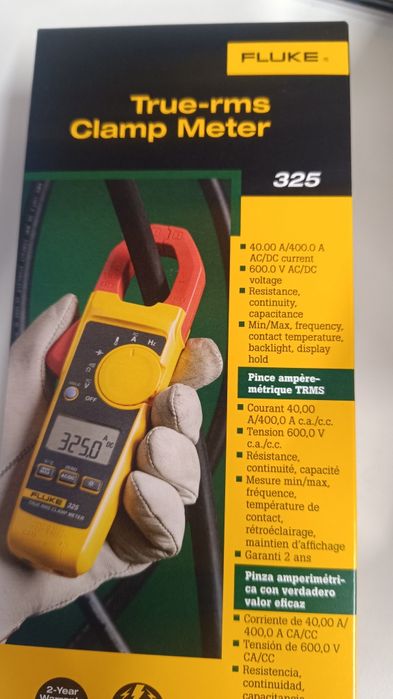 FLUKE®
True-rms
Clamp Meter
325
40.00 A/400.0 A
AC/DC current
600.0 V AC/DC
voltage
Resistance,
continuity,
capacitance
Min/Max, frequency,
contact temperature,
backlight, display
hold
Pince ampère-
métrique TRMS
Courant 40,00
A/400,0 A c.a./c.c.
Tension 600,0 V
c.a./c.c.
Résistance,
continuité, capacité
Mesure min/max,
fréquence,
température de
contact,
rétroéclairage,
maintien d'affichage
Garanti 2 ans
Pinza amperimétri-
ca con verdadero
valor eficaz
Corriente de 40,00 A/
400,0 A CA/CC
Tensión de 600,0 V
CA/CC
Resistencia,
continuidad,
capacitancia
A Hz
OFF
325.0 A
DC
FLUKE 325
TRUE RMS CLAMP METER
2-Year